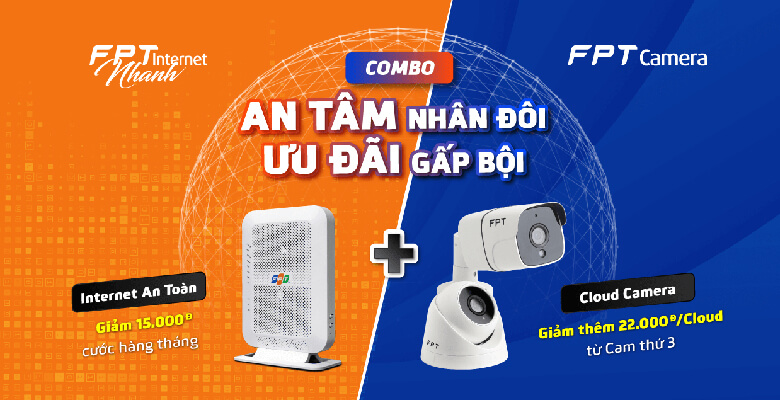 FPT Internet
Nhanh
FPT Camera
COMBO
AN TÂM NHÂN ĐÔI
ƯU ĐÃI GẤP BỘI
FPT
FPT
FPT
Internet An Toàn
Giảm 15.000đ
cước hàng tháng
Cloud Camera
Giảm thêm 22.000đ/Cloud
từ Cam thứ 3